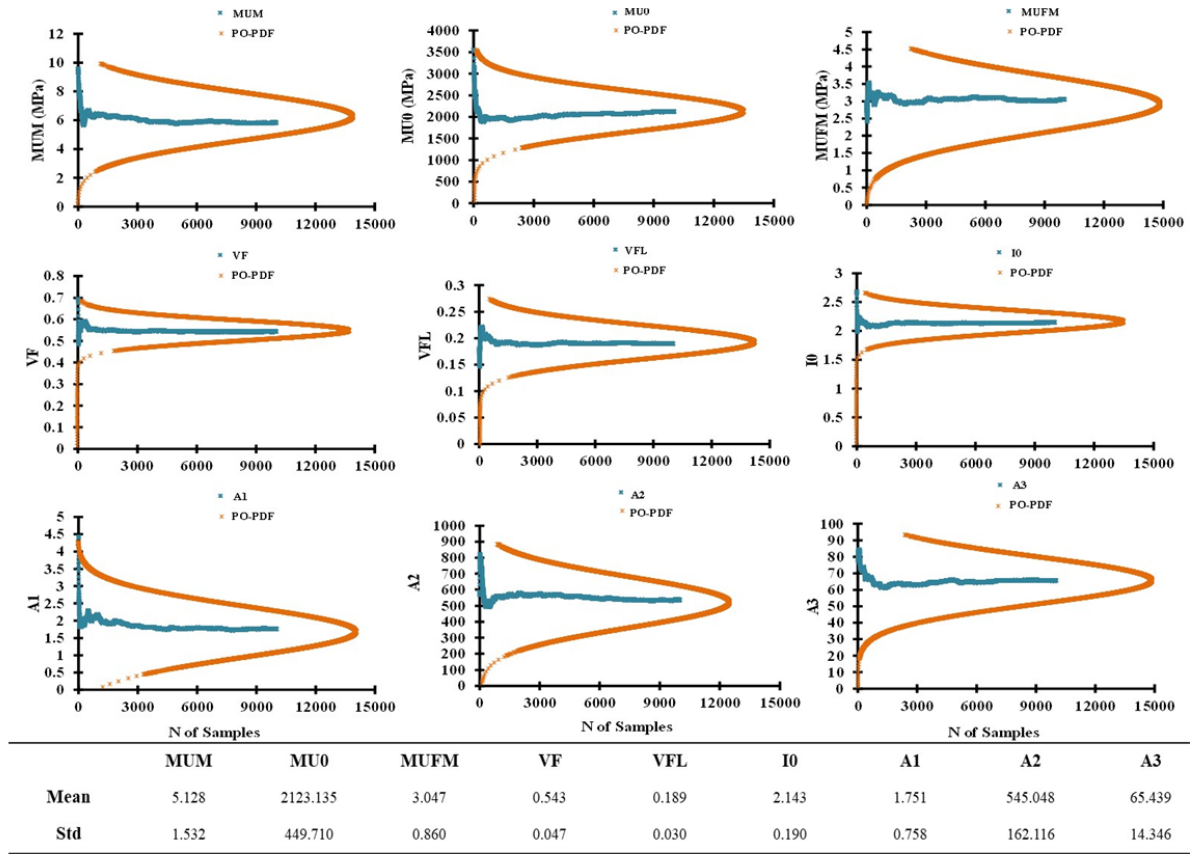 MUM
PO-PDF
MUM (MPa)
12
10
8
6
4
2
0
0 3000 6000 9000 12000 15000
MU0
PO-PDF
MU0 (MPa)
4000
3500
3000
2500
2000
1500
1000
500
0
0 3000 6000 9000 12000 15000
MUFM
PO-PDF
MUFM (MPa)
5
4.5
4
3.5
3
2.5
2
1.5
1
0.5
0
0 3000 6000 9000 12000 15000
VF
PO-PDF
VF
0.8
0.7
0.6
0.5
0.4
0.3
0.2
0.1
0
0 3000 6000 9000 12000 15000
VFL
PO-PDF
VFL
0.3
0.25
0.2
0.15
0.1
0.05
0
0 3000 6000 9000 12000 15000
I0
PO-PDF
I0
3
2.5
2
1.5
1
0.5
0
0 3000 6000 9000 12000 15000
A1
PO-PDF
A1
5
4.5
4
3.5
3
2.5
2
1.5
1
0.5
0
0 3000 6000 9000 12000 15000
N of Samples
A2
PO-PDF
A2
1000
900
800
700
600
500
400
300
200
100
0
0 3000 6000 9000 12000 15000
N of Samples
A3
PO-PDF
A3
100
90
80
70
60
50
40
30
20
10
0
0 3000 6000 9000 12000 15000
N of Samples
MUM MU0 MUFM VF VFL I0 A1 A2 A3
Mean 5.128 2123.135 3.047 0.543 0.189 2.143 1.751 545.048 65.439
Std 1.532 449.710 0.860 0.047 0.030 0.190 0.758 162.116 14.346